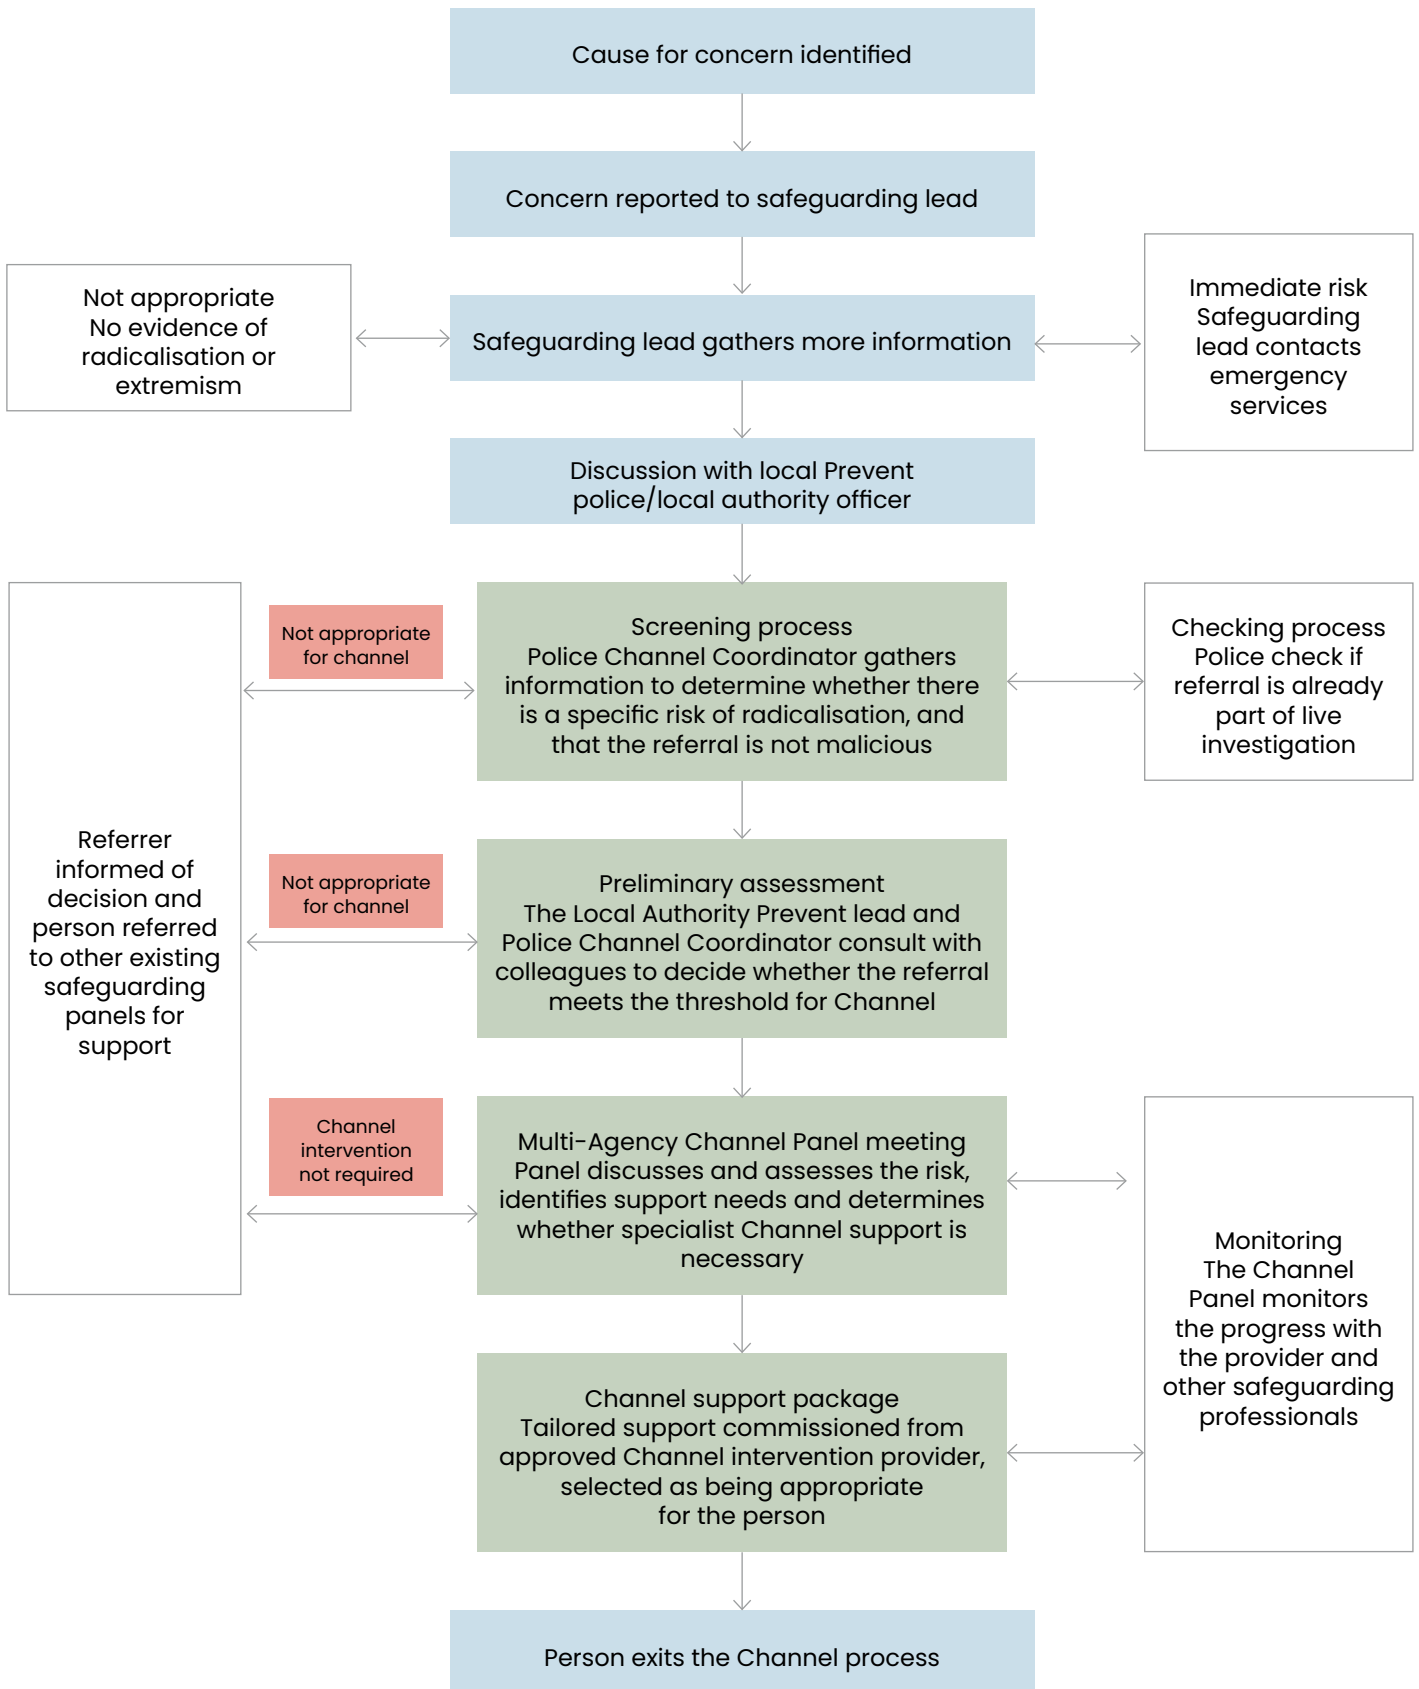 Cause for concern identified
Concern reported to safeguarding lead
Not appropriate
No evidence of
radicalisation or
extremism
Safeguarding lead gathers more information
Immediate risk
Safeguarding
lead contacts
emergency
services
Discussion with local Prevent
police/local authority officer
Not appropriate
for channel
Screening process
Police Channel Coordinator gathers
information to determine whether there
is a specific risk of radicalisation, and
that the referral is not malicious
Checking process
Police check if
referral is already
part of live
investigation
Referrer
informed of
decision and
person referred
to other existing
safeguarding
panels for
support
Not appropriate
for channel
Preliminary assessment
The Local Authority Prevent lead and
Police Channel Coordinator consult with
colleagues to decide whether the referral
meets the threshold for Channel
Channel
intervention
not required
Multi-Agency Channel Panel meeting
Panel discusses and assesses the risk,
identifies support needs and determines
whether specialist Channel support is
necessary
Monitoring
The Channel
Panel monitors
the progress with
the provider and
other safeguarding
professionals
Channel support package
Tailored support commissioned from
approved Channel intervention provider,
selected as being appropriate
for the person
Person exits the Channel process